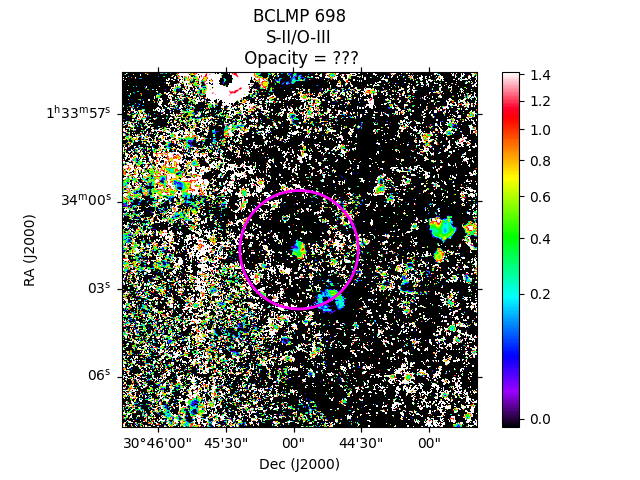 BCLMP 698
S-II/O-III
Opacity = ???
1ʰ33ᵐ57ˢ
34ᵐ00ˢ
03ˢ
06ˢ
RA (J2000)
30°46'00" 45'30" 00" 44'30" 00"
Dec (J2000)
1.4
1.2
1.0
0.8
0.6
0.4
0.2
0.0